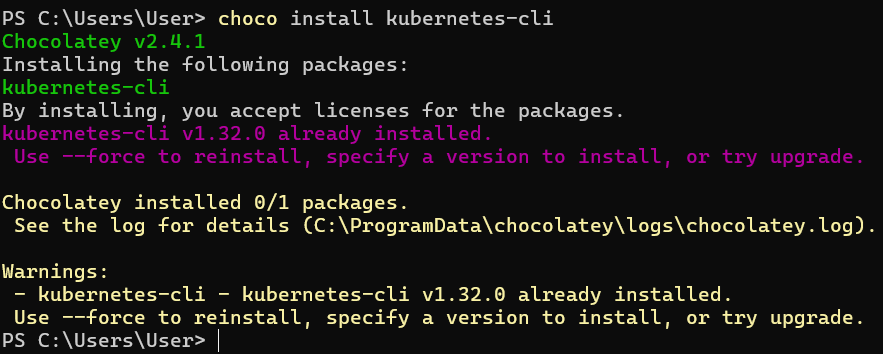 PS C:\Users\User> choco install kubernetes-cli
Chocolatey v2.4.1
Installing the following packages:
kubernetes-cli
By installing, you accept licenses for the packages.
kubernetes-cli v1.32.0 already installed.
 Use --force to reinstall, specify a version to install, or try upgrade.

Chocolatey installed 0/1 packages.
 See the log for details (C:\ProgramData\chocolatey\logs\chocolatey.log).

Warnings:
 - kubernetes-cli - kubernetes-cli v1.32.0 already installed.
 Use --force to reinstall, specify a version to install, or try upgrade.
PS C:\Users\User>